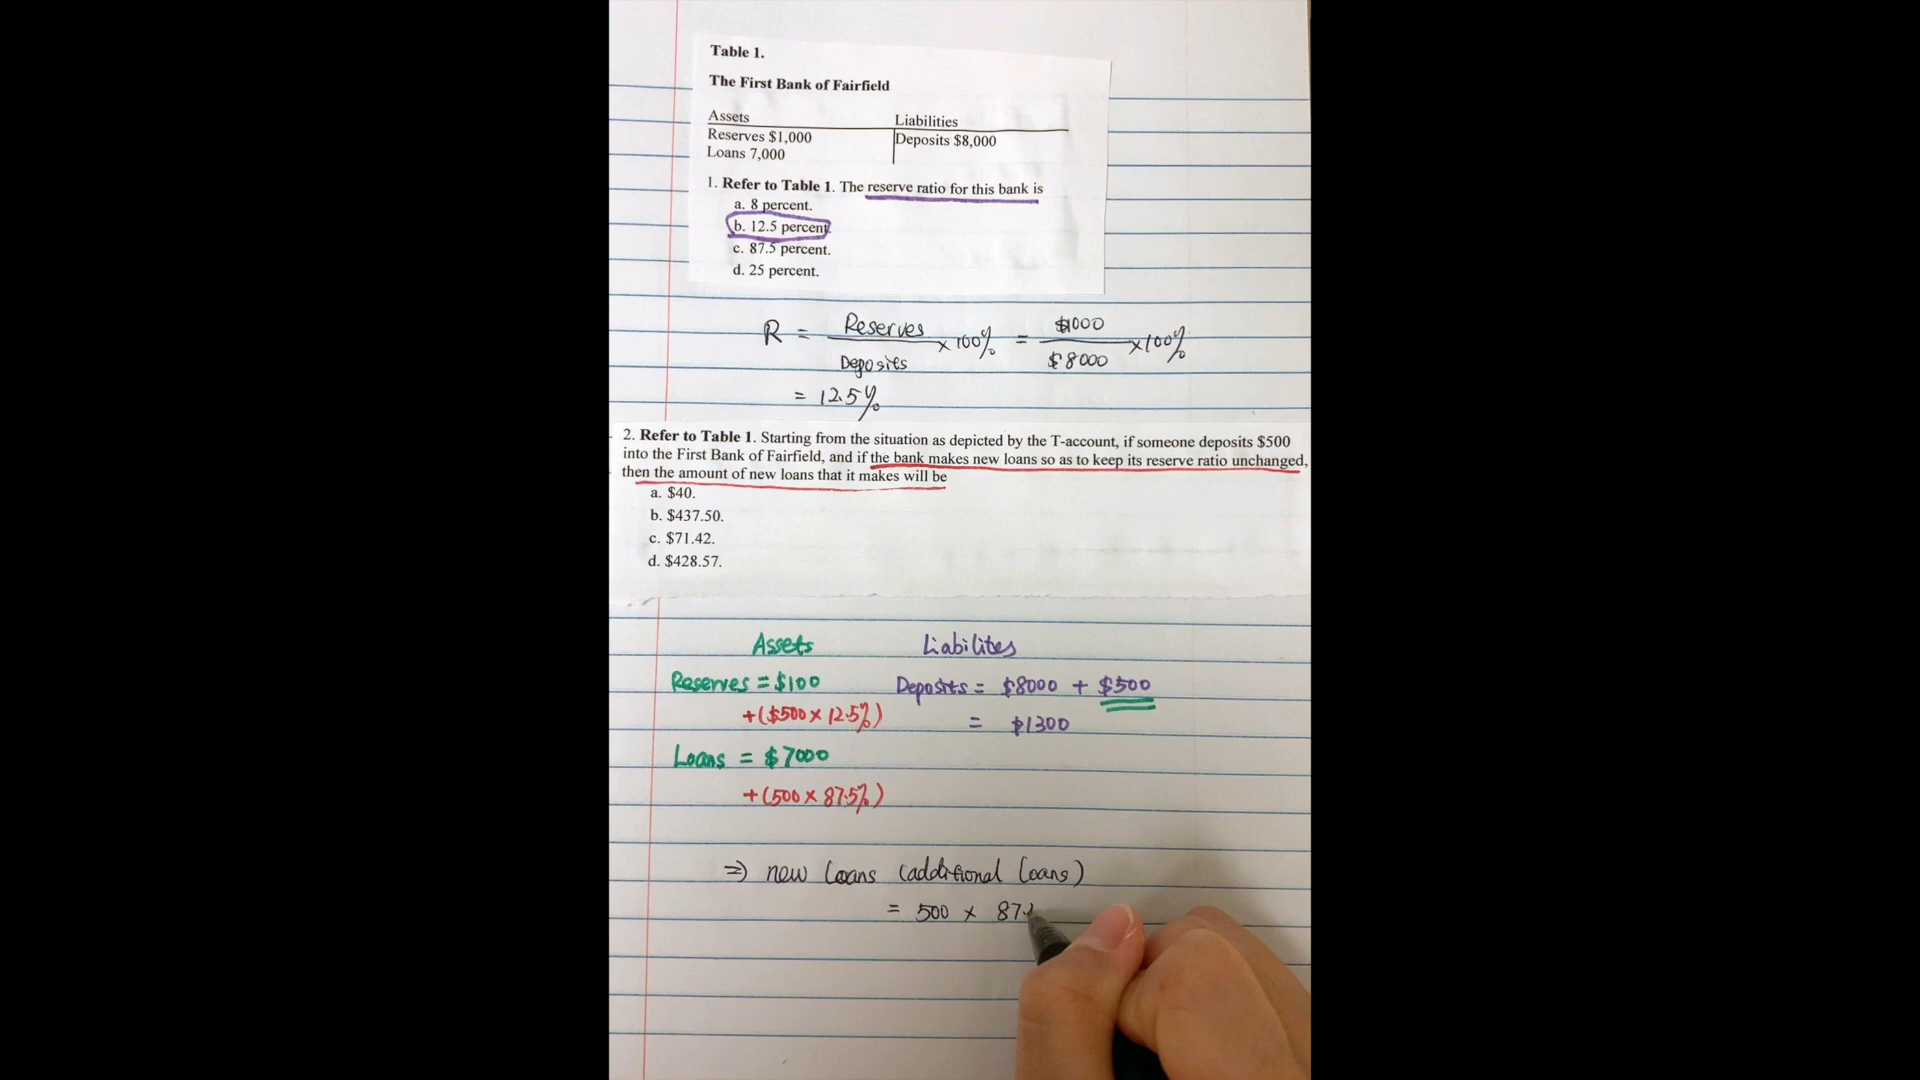 Table 1.
The First Bank of Fairfield
Assets Liabilities
Reserves $1,000 Deposits $8,000
Loans 7,000
1. Refer to Table 1. The reserve ratio for this bank is
a. 8 percent.
b. 12.5 percent.
c. 87.5 percent.
d. 25 percent.
R = Reserves / Deposits × 100% = $1000 / $8000 × 100%
= 12.5%
2. Refer to Table 1. Starting from the situation as depicted by the T-account, if someone deposits $500
into the First Bank of Fairfield, and if the bank makes new loans so as to keep its reserve ratio unchanged,
then the amount of new loans that it makes will be
a. $40.
b. $437.50.
c. $71.42.
d. $428.57.
Assets Liabilites
Reserves = $100 Deposits = $8000 + $500
+($500 × 12.5%) = $1300
Loans = $7000
+(500 × 87.5%)
⇒ new loans (additional loans)
= 500 × 87.